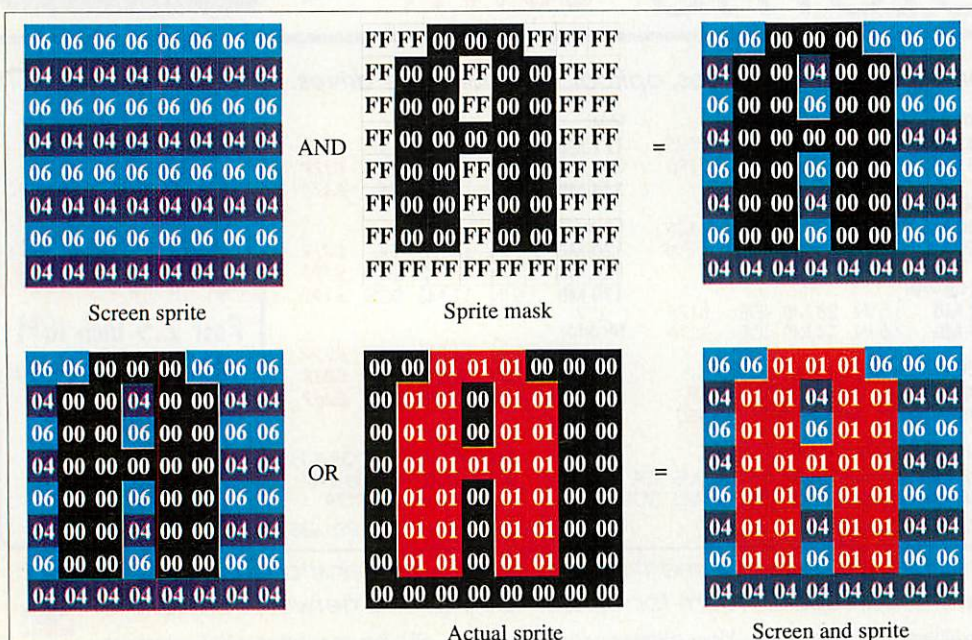 06 06 06 06 06 06 06 06
04 04 04 04 04 04 04 04
06 06 06 06 06 06 06 06
04 04 04 04 04 04 04 04
06 06 06 06 06 06 06 06
04 04 04 04 04 04 04 04
06 06 06 06 06 06 06 06
04 04 04 04 04 04 04 04
Screen sprite
AND
FF FF 00 00 00 FF FF FF
FF 00 00 FF 00 00 FF FF
FF 00 00 FF 00 00 FF FF
FF 00 00 00 00 00 FF FF
FF 00 00 FF 00 00 FF FF
FF 00 00 FF 00 00 FF FF
FF 00 00 FF 00 00 FF FF
FF FF FF FF FF FF FF FF
Sprite mask
=
06 06 00 00 00 06 06 06
04 00 00 04 00 00 04 04
06 00 00 06 00 00 06 06
04 00 00 00 00 00 04 04
06 00 00 06 00 00 06 06
04 00 00 04 00 00 04 04
06 00 00 06 00 00 06 06
04 04 04 04 04 04 04 04
06 06 00 00 00 06 06 06
04 00 00 04 00 00 04 04
06 00 00 06 00 00 06 06
04 00 00 00 00 00 04 04
06 00 00 06 00 00 06 06
04 00 00 04 00 00 04 04
06 00 00 06 00 00 06 06
04 04 04 04 04 04 04 04
OR
00 00 01 01 01 00 00 00
00 01 01 00 01 01 00 00
00 01 01 00 01 01 00 00
00 01 01 01 01 01 00 00
00 01 01 00 01 01 00 00
00 01 01 00 01 01 00 00
00 01 01 00 01 01 00 00
00 00 00 00 00 00 00 00
Actual sprite
=
06 06 01 01 01 06 06 06
04 01 01 04 01 01 04 04
06 01 01 06 01 01 06 06
04 01 01 01 01 01 04 04
06 01 01 06 01 01 06 06
04 01 01 04 01 01 04 04
06 01 01 06 01 01 06 06
04 04 04 04 04 04 04 04
Screen and sprite